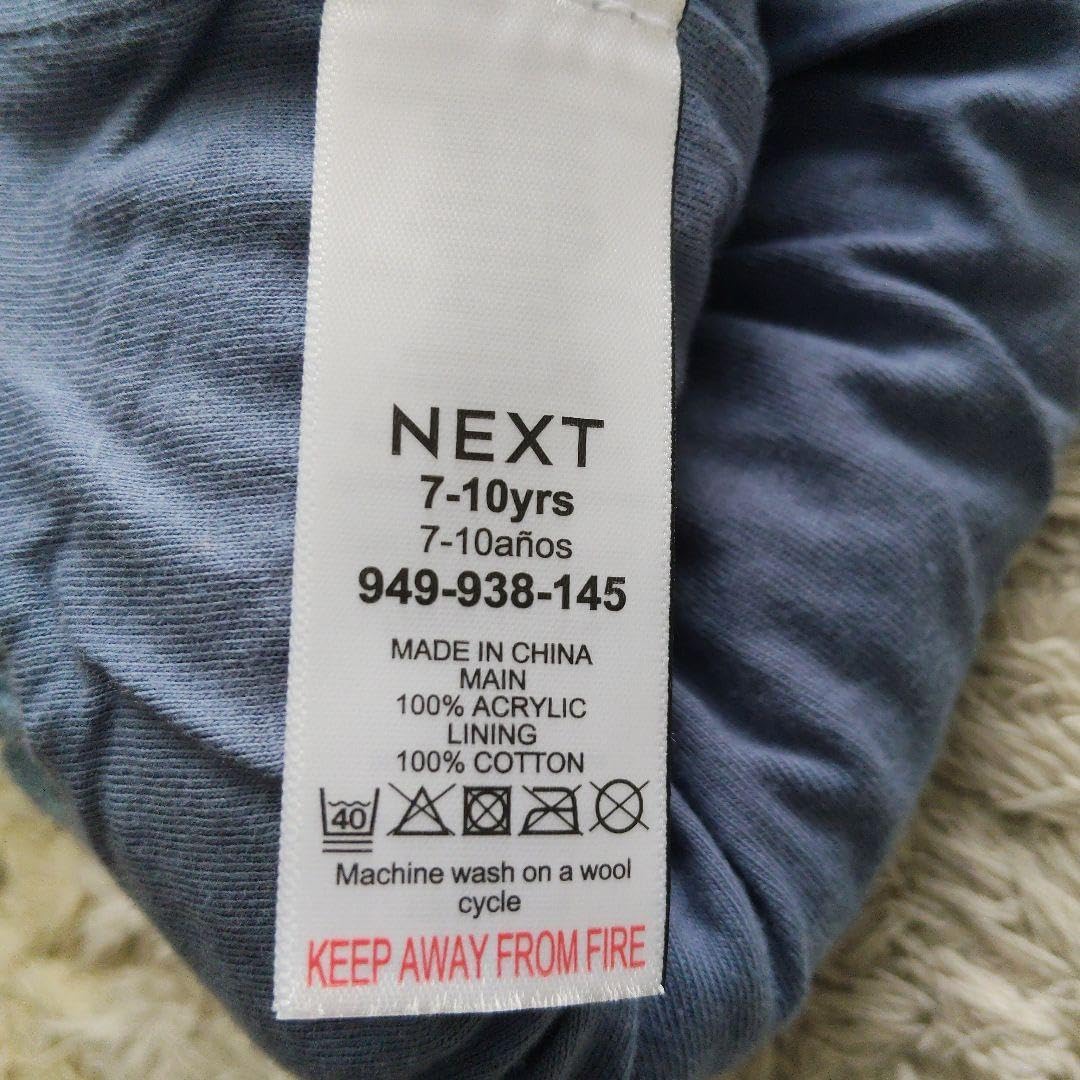 NEXT
7-10yrs
7-10años
949-938-145
MADE IN CHINA
MAIN
100% ACRYLIC
LINING
100% COTTON
40
Machine wash on a wool
cycle
KEEP AWAY FROM FIRE